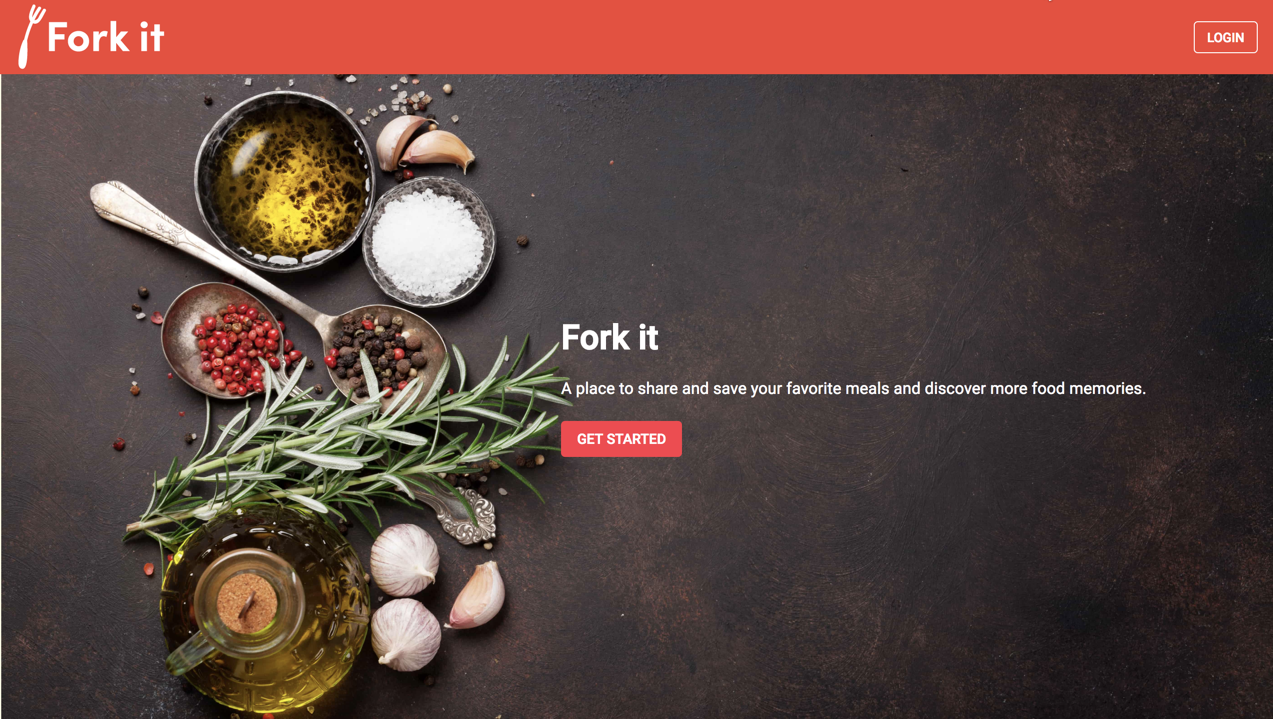 Fork it
LOGIN
Fork it
A place to share and save your favorite meals and discover more food memories.
GET STARTED